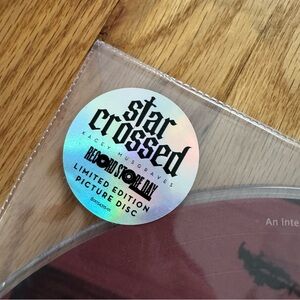 star
crossed
KACEY MUSGRAVES
RECORD STORE DAY
LIMITED EDITION
PICTURE DISC
An inte